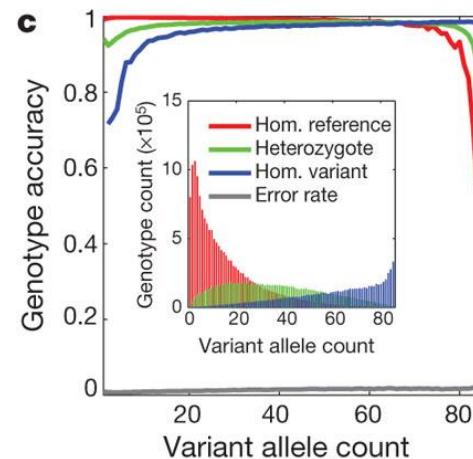 c
Genotype accuracy
1
0.8
0.6
0.4
0.2
0
Genotype count (×10⁵)
15
10
5
0
Hom. reference
Heterozygote
Hom. variant
Error rate
0 20 40 60 80
Variant allele count
20 40 60 80
Variant allele count